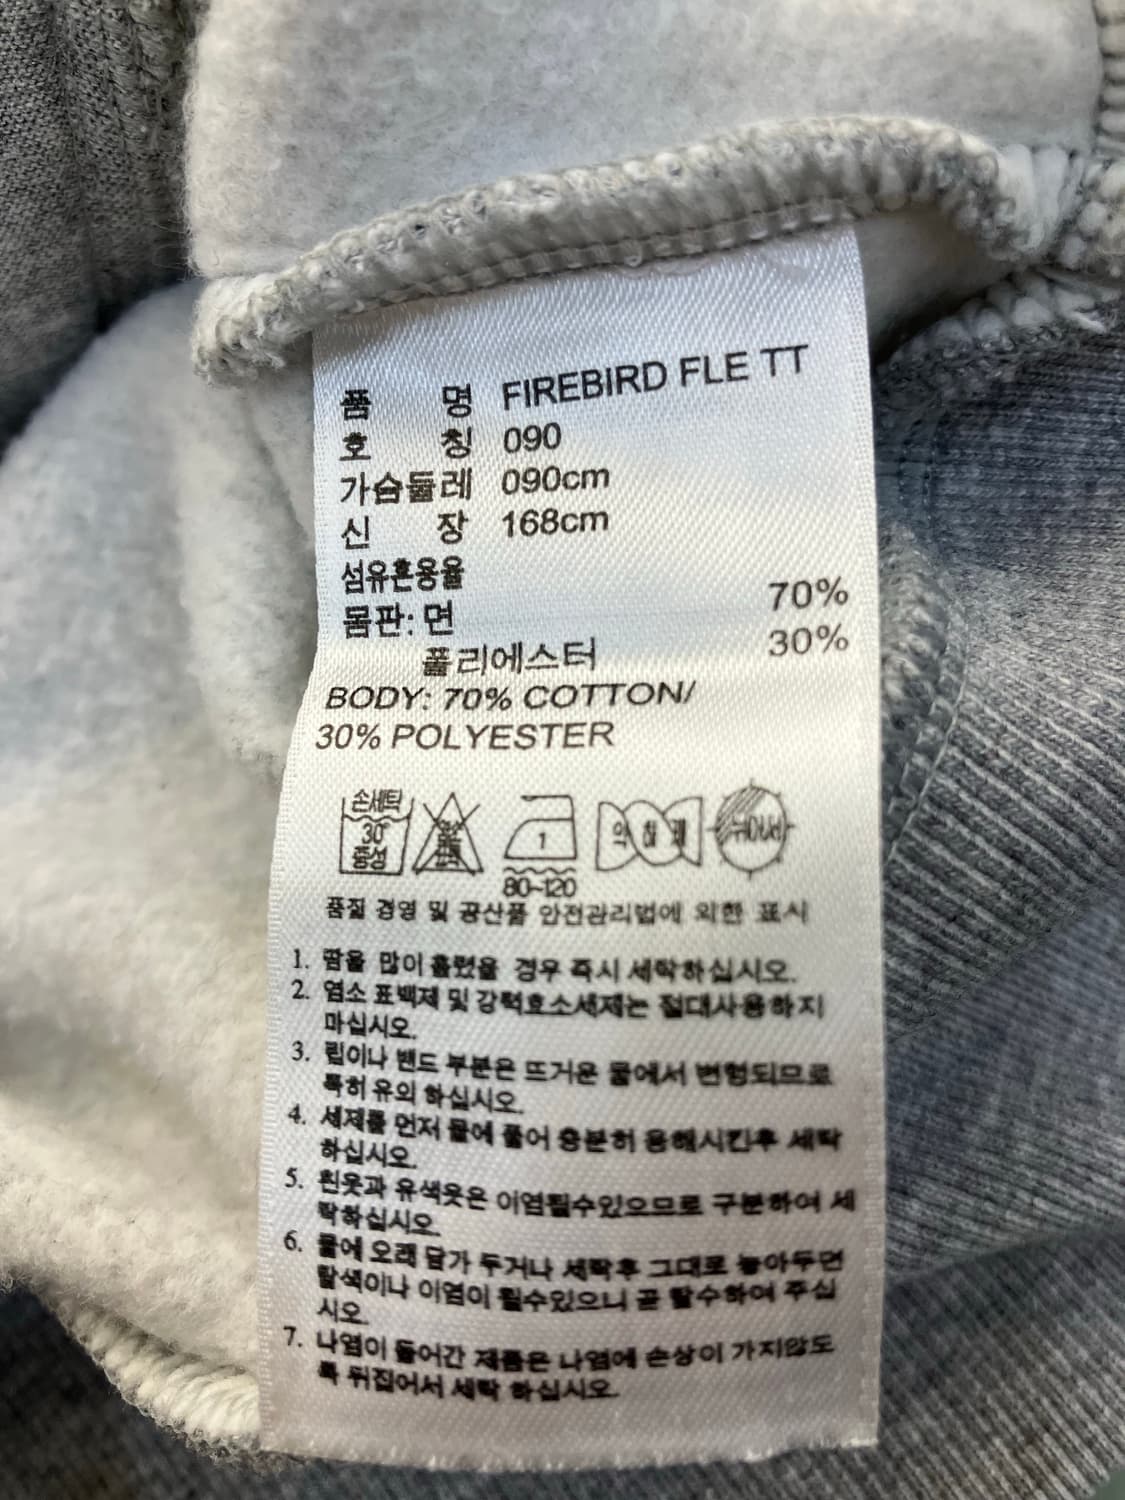 품 명 FIREBIRD FLE TT
호 칭 090
가슴둘레 090cm
신 장 168cm
섬유혼용율
몸판: 면 70%
폴리에스터 30%
BODY: 70% COTTON/
30% POLYESTER
손세탁
30°
중성
1
80~120
약하게
뉘어서
품질 경영 및 공산품 안전관리법에 의한 표시
1. 땀을 많이 흘렸을 경우 즉시 세탁하십시오.
2. 염소 표백제 및 강력효소세제는 절대사용하지
마십시오.
3. 립이나 밴드 부분은 뜨거운 물에서 변형되므로
특히 유의 하십시오.
4. 세제를 먼저 물에 풀어 충분히 용해시킨후 세탁
하십시오.
5. 흰옷과 유색옷은 이염될수있으므로 구분하여 세
탁하십시오.
6. 물에 오래 담가 두거나 세탁후 그대로 놓아두면
탈색이나 이염이 될수있으니 곧 탈수하여 주십
시오.
7. 나염이 들어간 제품은 나염에 손상이 가지않도
록 뒤집어서 세탁 하십시오.